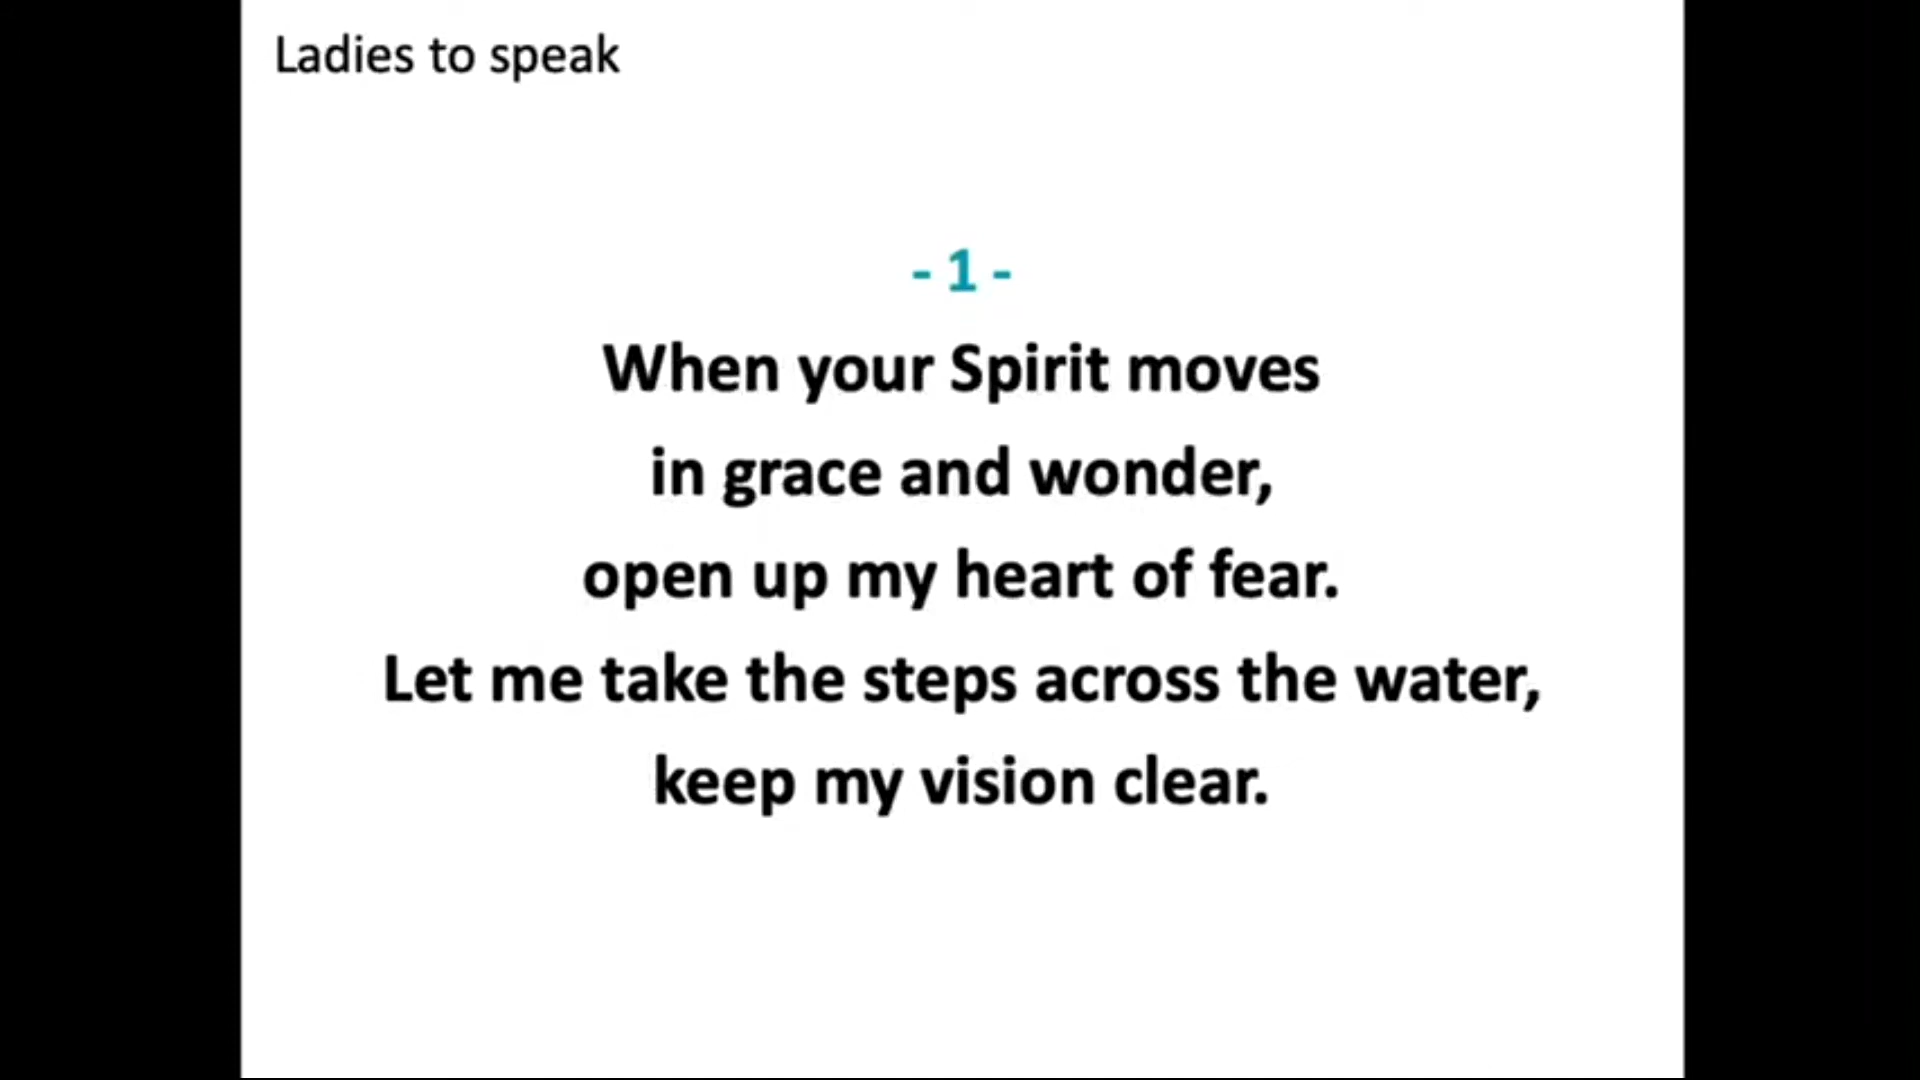 Ladies to speak
- 1 -
When your Spirit moves
in grace and wonder,
open up my heart of fear.
Let me take the steps across the water,
keep my vision clear.